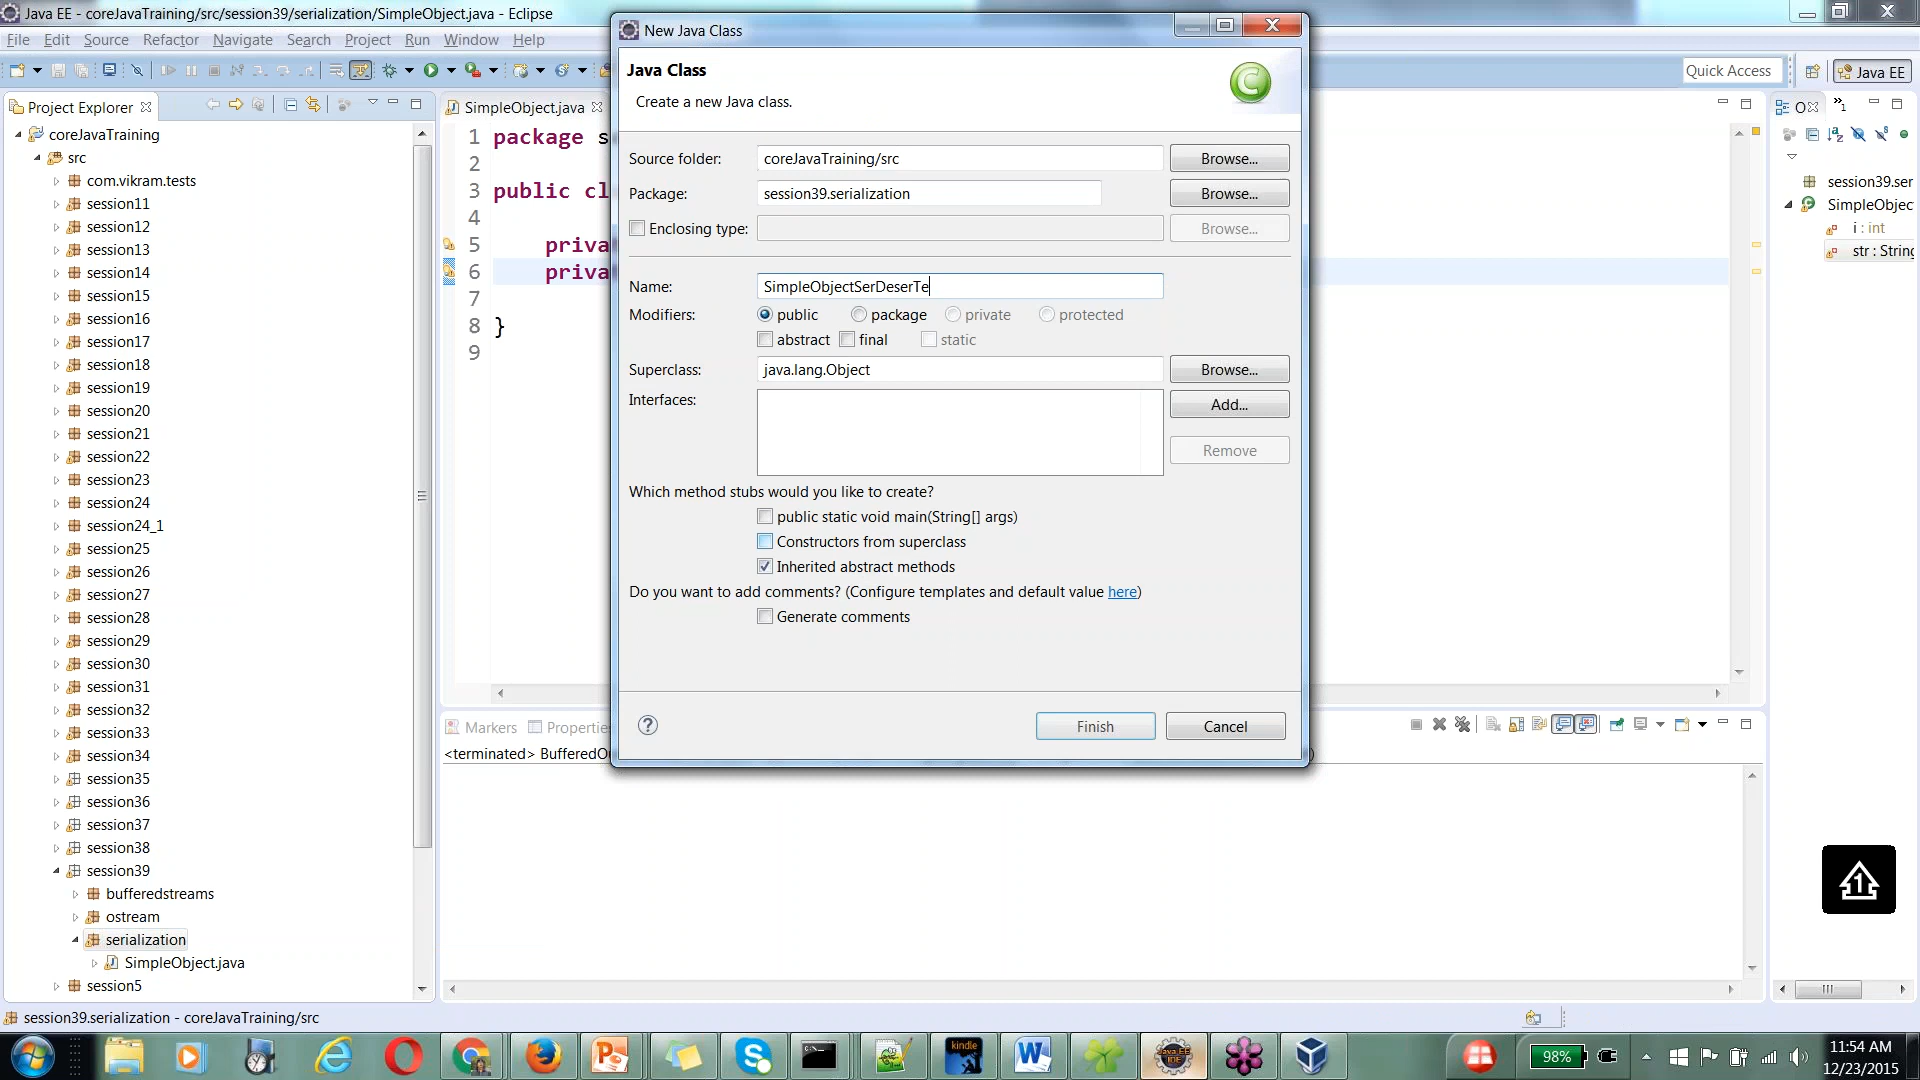 Java EE - coreJavaTraining/src/session39/serialization/SimpleObject.java - Eclipse
File Edit Source Refactor Navigate Search Project Run Window Help
Quick Access
Java EE
Project Explorer
coreJavaTraining
src
com.vikram.tests
session11
session12
session13
session14
session15
session16
session17
session18
session19
session20
session21
session22
session23
session24
session24_1
session25
session26
session27
session28
session29
session30
session31
session32
session33
session34
session35
session36
session37
session38
session39
bufferedstreams
ostream
serialization
SimpleObject.java
session5
SimpleObject.java
1 package s
2
3 public cl
4
5 priva
6 priva
7
8 }
9
New Java Class
Java Class
Create a new Java class.
C
Source folder: coreJavaTraining/src Browse...
Package: session39.serialization Browse...
Enclosing type: Browse...
Name: SimpleObjectSerDeserTe
Modifiers: public package private protected
abstract final static
Superclass: java.lang.Object Browse...
Interfaces: Add...
Remove
Which method stubs would you like to create?
public static void main(String[] args)
Constructors from superclass
Inherited abstract methods
Do you want to add comments? (Configure templates and default value here)
Generate comments
? Finish Cancel
O
session39.ser
SimpleObjec
i : int
str : String
Markers Propertie
<terminated> BufferedO )
session39.serialization - coreJavaTraining/src
kindle
Java EE
IDE
98%
11:54 AM
12/23/2015